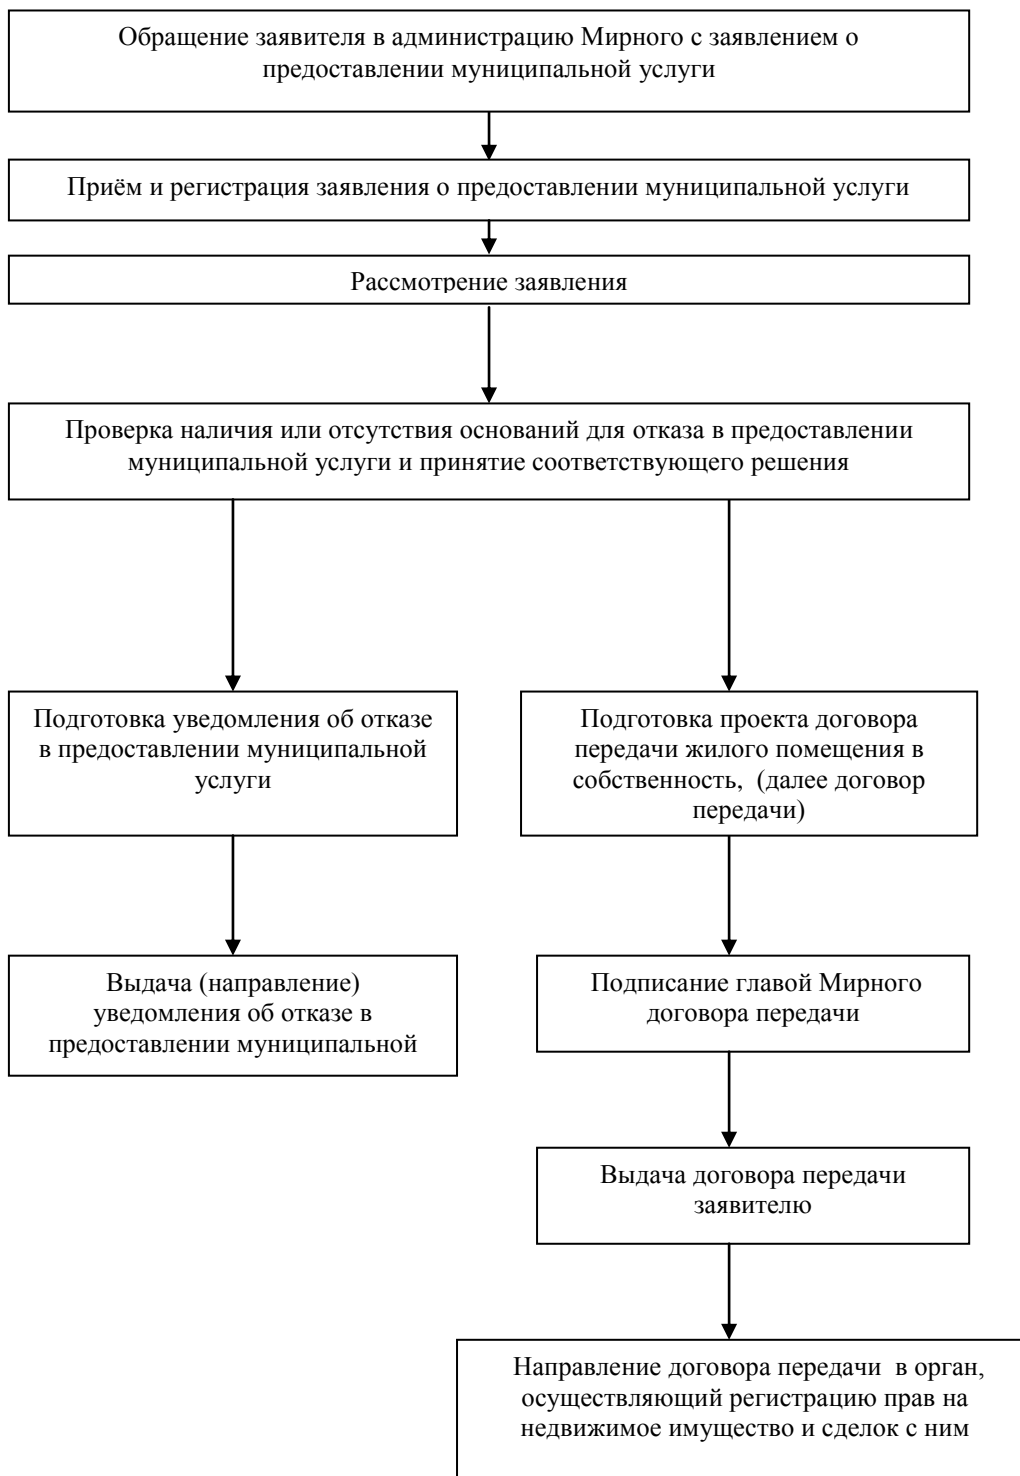 Обращение заявителя в администрацию Мирного с заявлением о
предоставлении муниципальной услуги
Приём и регистрация заявления о предоставлении муниципальной услуги
Рассмотрение заявления
Проверка наличия или отсутствия оснований для отказа в предоставлении
муниципальной услуги и принятие соответствующего решения
Подготовка уведомления об отказе
в предоставлении муниципальной
услуги
Подготовка проекта договора
передачи жилого помещения в
собственность,  (далее договор
передачи)
Выдача (направление)
уведомления об отказе в
предоставлении муниципальной
Подписание главой Мирного
договора передачи
Выдача договора передачи
заявителю
Направление договора передачи  в орган,
осуществляющий регистрацию прав на
недвижимое имущество и сделок с ним